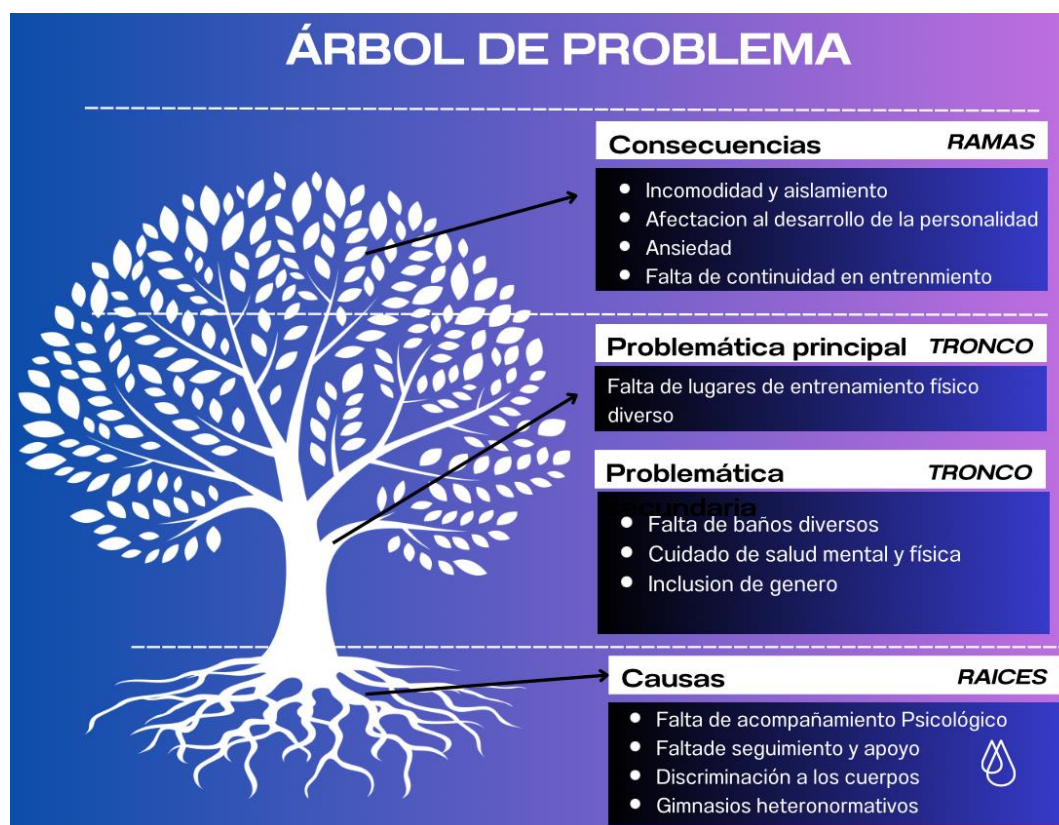 ÁRBOL DE PROBLEMA
Consecuencias RAMAS
Incomodidad y aislamiento
Afectacion al desarrollo de la personalidad
Ansiedad
Falta de continuidad en entrenmiento
Problemática principal TRONCO
Falta de lugares de entrenamiento físico
diverso
Problemática TRONCO
secundaria
Falta de baños diversos
Cuidado de salud mental y física
Inclusion de genero
Causas RAICES
Falta de acompañamiento Psicológico
Faltade seguimiento y apoyo
Discriminación a los cuerpos
Gimnasios heteronormativos